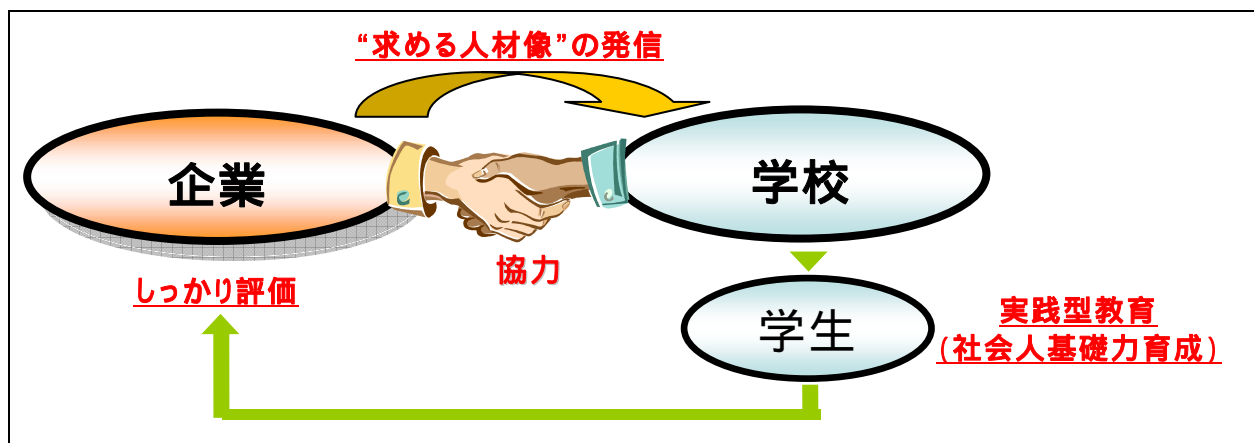 “求める人材像”の発信
企業
学校
協力
しっかり評価
学生
実践型教育
(社会人基礎力育成)